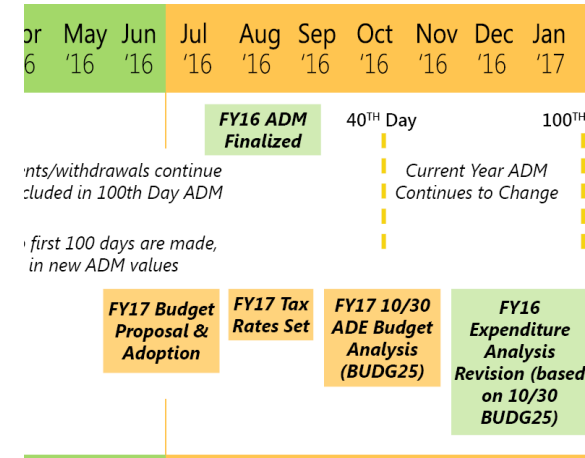 May Jun Jul Aug Sep Oct Nov Dec Jan
'16 '16 '16 '16 '16 '16 '16 '16 '17
FY16 ADM
Finalized
40TH Day
100TH
withdrawals continue
in 100th Day ADM
Current Year ADM
Continues to Change
first 100 days are made,
in new ADM values
FY17 Budget
Proposal &
Adoption
FY17 Tax
Rates Set
FY17 10/30
ADE Budget
Analysis
(BUDG25)
FY16
Expenditure
Analysis
Revision (based
on 10/30
BUDG25)